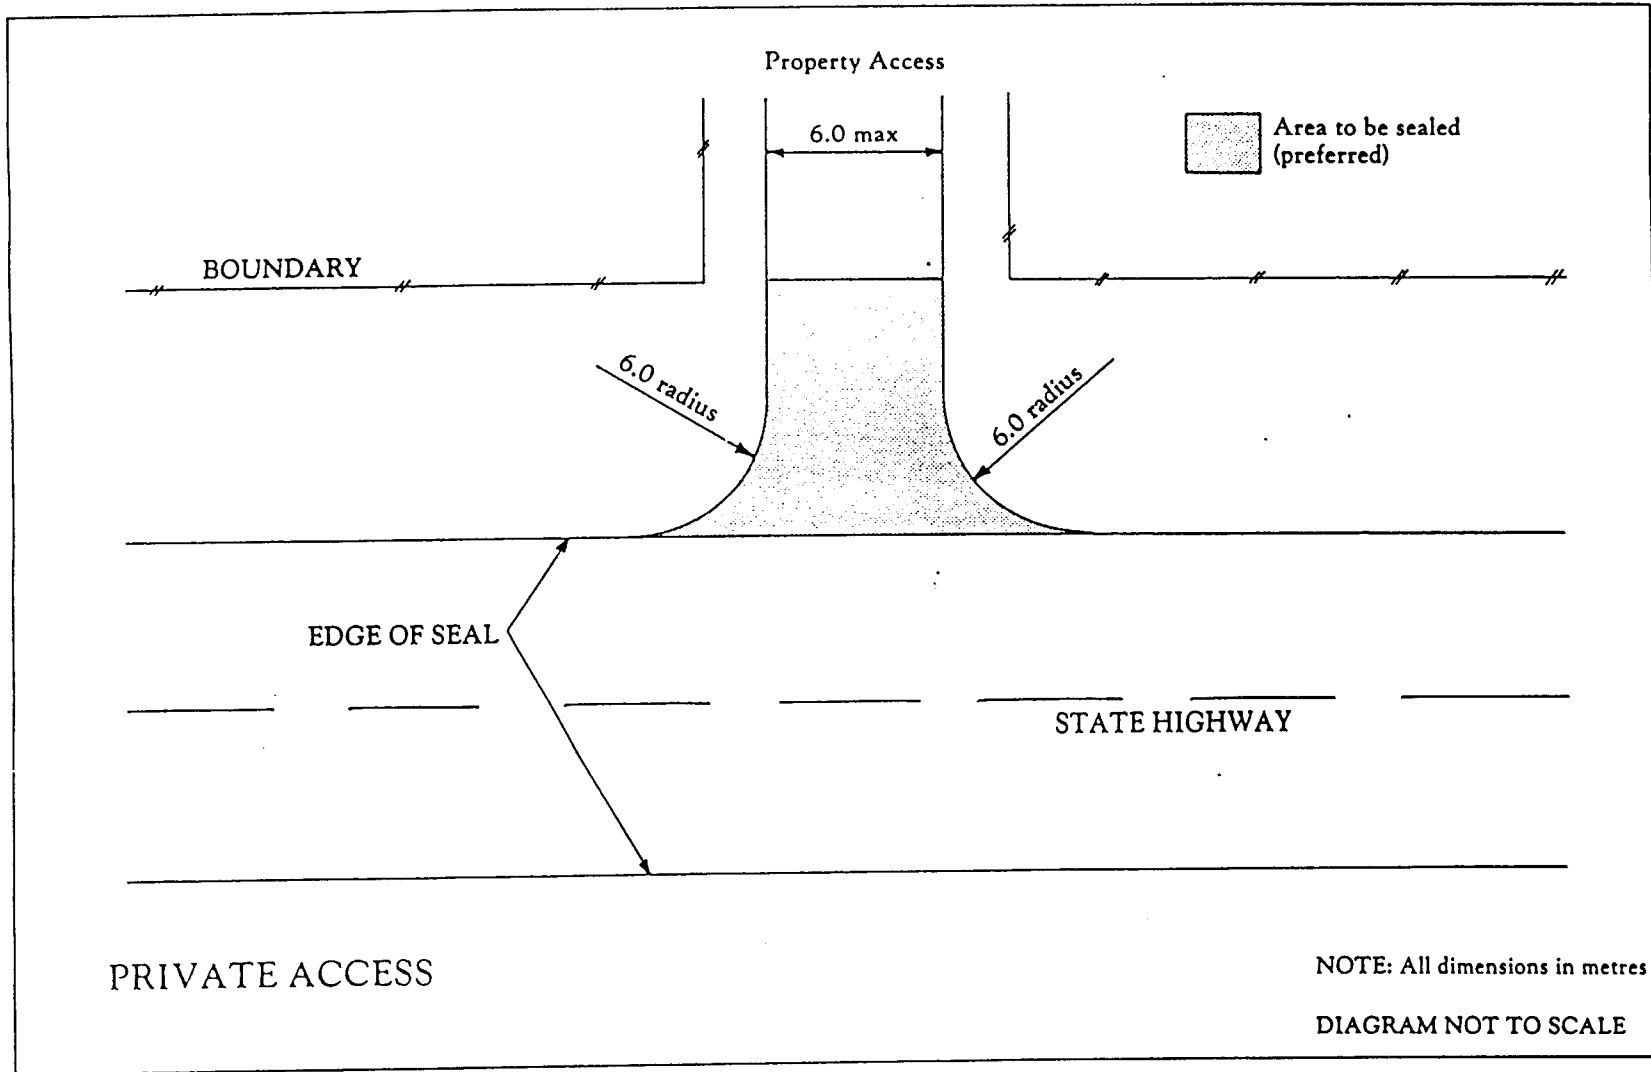 Property Access
6.0 max
Area to be sealed
(preferred)
BOUNDARY
6.0 radius
6.0 radius
EDGE OF SEAL
STATE HIGHWAY
PRIVATE ACCESS
NOTE: All dimensions in metres
DIAGRAM NOT TO SCALE